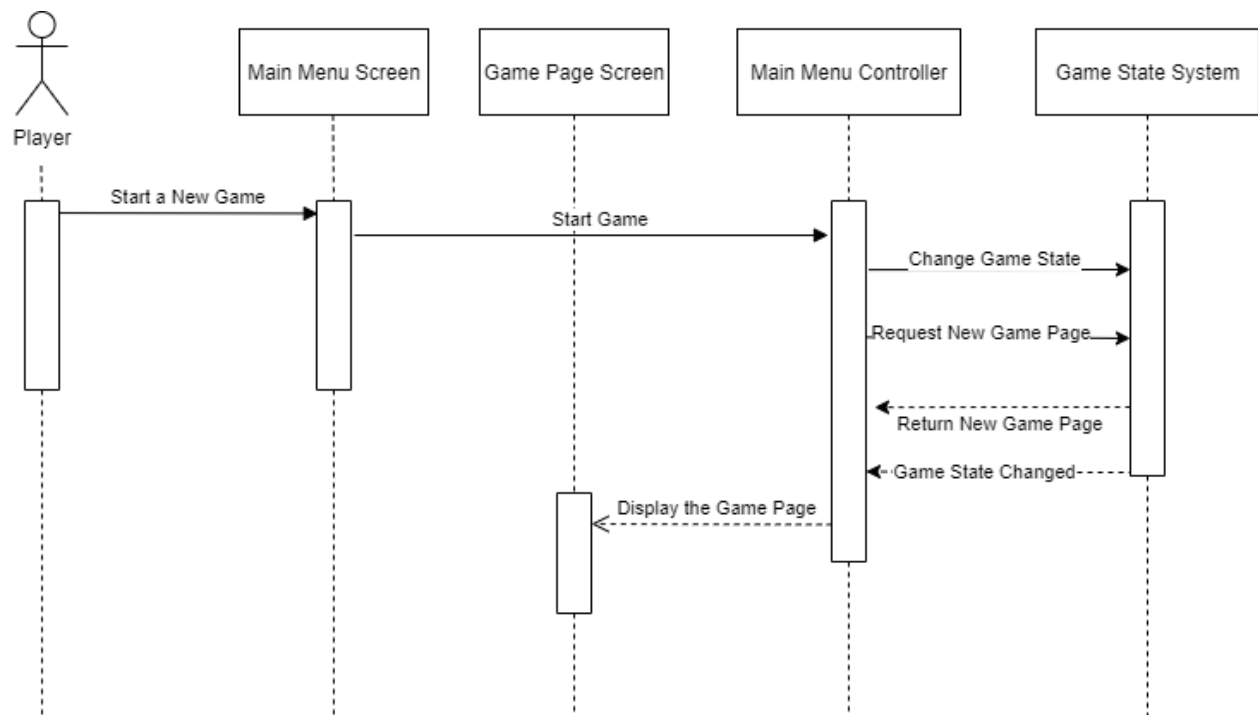 Player
Main Menu Screen
Game Page Screen
Main Menu Controller
Game State System
Start a New Game
Start Game
Change Game State
Request New Game Page
Return New Game Page
Game State Changed
Display the Game Page